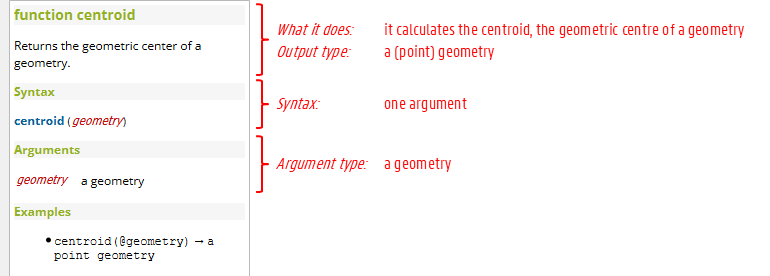 function centroid
Returns the geometric center of a
geometry.
Syntax
centroid (geometry)
Arguments
geometry a geometry
Examples
• centroid(@geometry) → a
point geometry
What it does: it calculates the centroid, the geometric centre of a geometry
Output type: a (point) geometry
Syntax: one argument
Argument type: a geometry